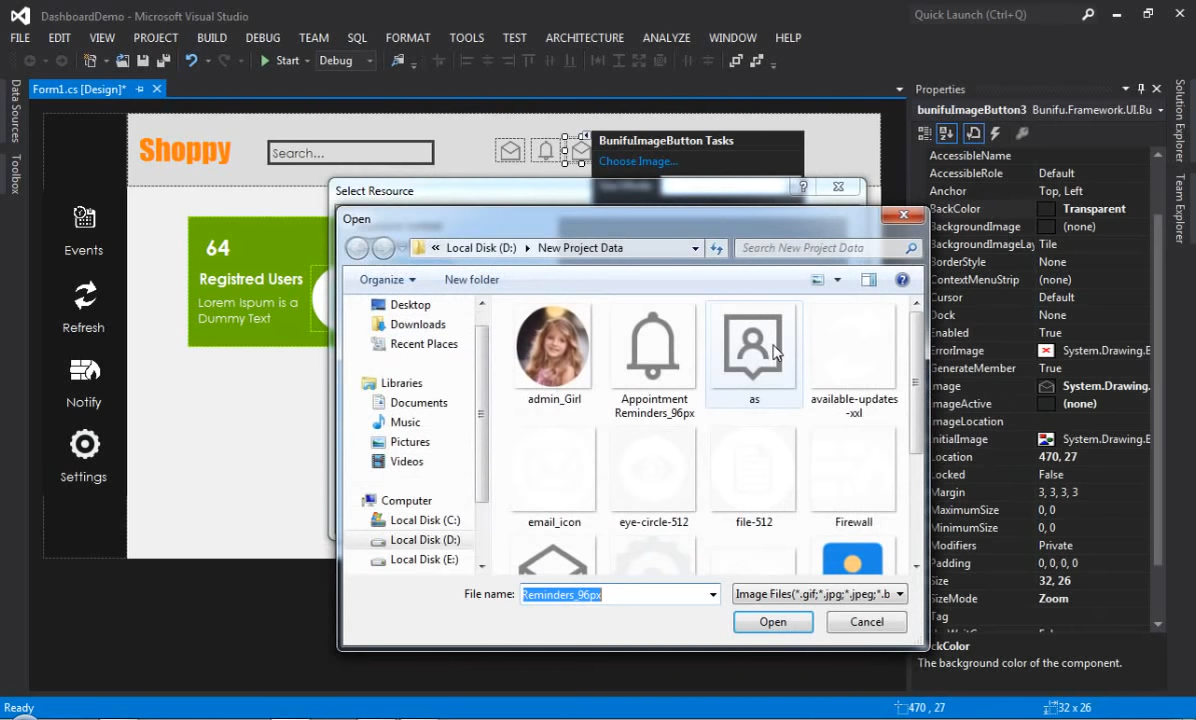 DashboardDemo - Microsoft Visual Studio
Quick Launch (Ctrl+Q)
FILE EDIT VIEW PROJECT BUILD DEBUG TEAM SQL FORMAT TOOLS TEST ARCHITECTURE ANALYZE WINDOW HELP
Start Debug
Data Sources
Toolbox
Form1.cs [Design]*
Shoppy
Search...
BunifuImageButton Tasks
Choose Image...
Events
Refresh
Notify
Settings
64
Registred Users
Lorem Ispum is a
Dummy Text
Select Resource
Open
Local Disk (D:) New Project Data
Search New Project Data
Organize New folder
Desktop
Downloads
Recent Places
Libraries
Documents
Music
Pictures
Videos
Computer
Local Disk (C:)
Local Disk (D:)
Local Disk (E:)
admin_Girl
Appointment
Reminders_96px
as
available-updates
-xxl
email_icon
eye-circle-512
file-512
Firewall
File name: Reminders_96px
Image Files(*.gif;*.jpg;*.jpeg;*.b
Open Cancel
Properties
bunifuImageButton3 Bunifu.Framework.UI.Bu
AccessibleName
AccessibleRole Default
Anchor Top, Left
BackColor Transparent
BackgroundImage (none)
BackgroundImageLay Tile
BorderStyle None
ContextMenuStrip (none)
Cursor Default
Dock None
Enabled True
ErrorImage System.Drawing.E
GenerateMember True
Image System.Drawing.
ImageActive (none)
ImageLocation
InitialImage System.Drawing.E
Location 470, 27
Locked False
Margin 3, 3, 3, 3
MaximumSize 0, 0
MinimumSize 0, 0
Modifiers Private
Padding 0, 0, 0, 0
Size 32, 26
SizeMode Zoom
Tag
ckColor
The background color of the component.
Solution Explorer
Team Explorer
Ready
470 , 27
32 x 26